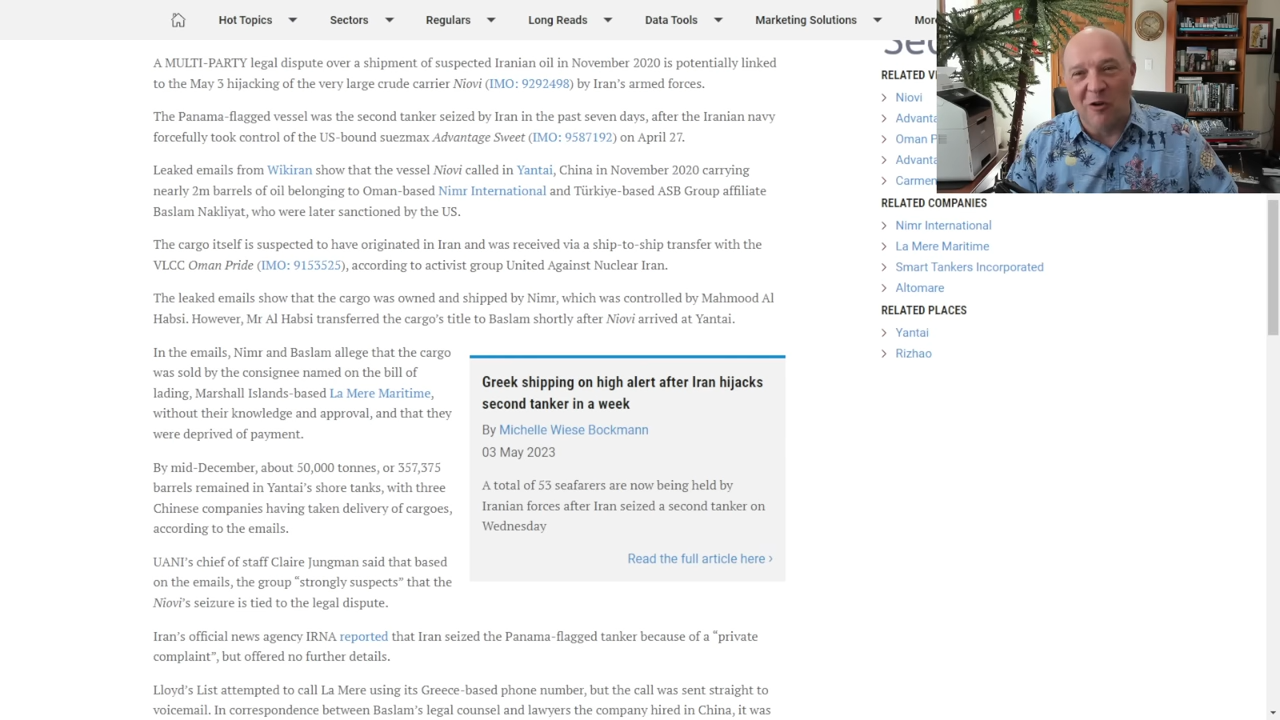 Hot Topics
Sectors
Regulars
Long Reads
Data Tools
Marketing Solutions
A MULTI-PARTY legal dispute over a shipment of suspected Iranian oil in November 2020 is potentially linked
to the May 3 hijacking of the very large crude carrier Niovi (IMO: 9292498) by Iran's armed forces.
The Panama-flagged vessel was the second tanker seized by Iran in the past seven days, after the Iranian navy
forcefully took control of the US-bound suezmax Advantage Sweet (IMO: 9587192) on April 27.
Leaked emails from Wikiran show that the vessel Niovi called in Yantai, China in November 2020 carrying
nearly 2m barrels of oil belonging to Oman-based Nimr International and Türkiye-based ASB Group affiliate
Baslam Nakliyat, who were later sanctioned by the US.
The cargo itself is suspected to have originated in Iran and was received via a ship-to-ship transfer with the
VLCC Oman Pride (IMO: 9153525), according to activist group United Against Nuclear Iran.
The leaked emails show that the cargo was owned and shipped by Nimr, which was controlled by Mahmood Al
Habsi. However, Mr Al Habsi transferred the cargo's title to Baslam shortly after Niovi arrived at Yantai.
In the emails, Nimr and Baslam allege that the cargo
was sold by the consignee named on the bill of
lading, Marshall Islands-based La Mere Maritime,
without their knowledge and approval, and that they
were deprived of payment.
By mid-December, about 50,000 tonnes, or 357,375
barrels remained in Yantai's shore tanks, with three
Chinese companies having taken delivery of cargoes,
according to the emails.
UANI's chief of staff Claire Jungman said that based
on the emails, the group "strongly suspects" that the
Niovi's seizure is tied to the legal dispute.
Greek shipping on high alert after Iran hijacks
second tanker in a week
By Michelle Wiese Bockmann
03 May 2023
A total of 53 seafarers are now being held by
Iranian forces after Iran seized a second tanker on
Wednesday
Read the full article here ›
Iran's official news agency IRNA reported that Iran seized the Panama-flagged tanker because of a "private
complaint", but offered no further details.
Lloyd's List attempted to call La Mere using its Greece-based phone number, but the call was sent straight to
voicemail. In correspondence between Baslam's legal counsel and lawyers the company hired in China, it was
RELATED
Niovi
Oman
Carmen
RELATED COMPANIES
Nimr International
La Mere Maritime
Smart Tankers Incorporated
Altomare
RELATED PLACES
Yantai
Rizhao